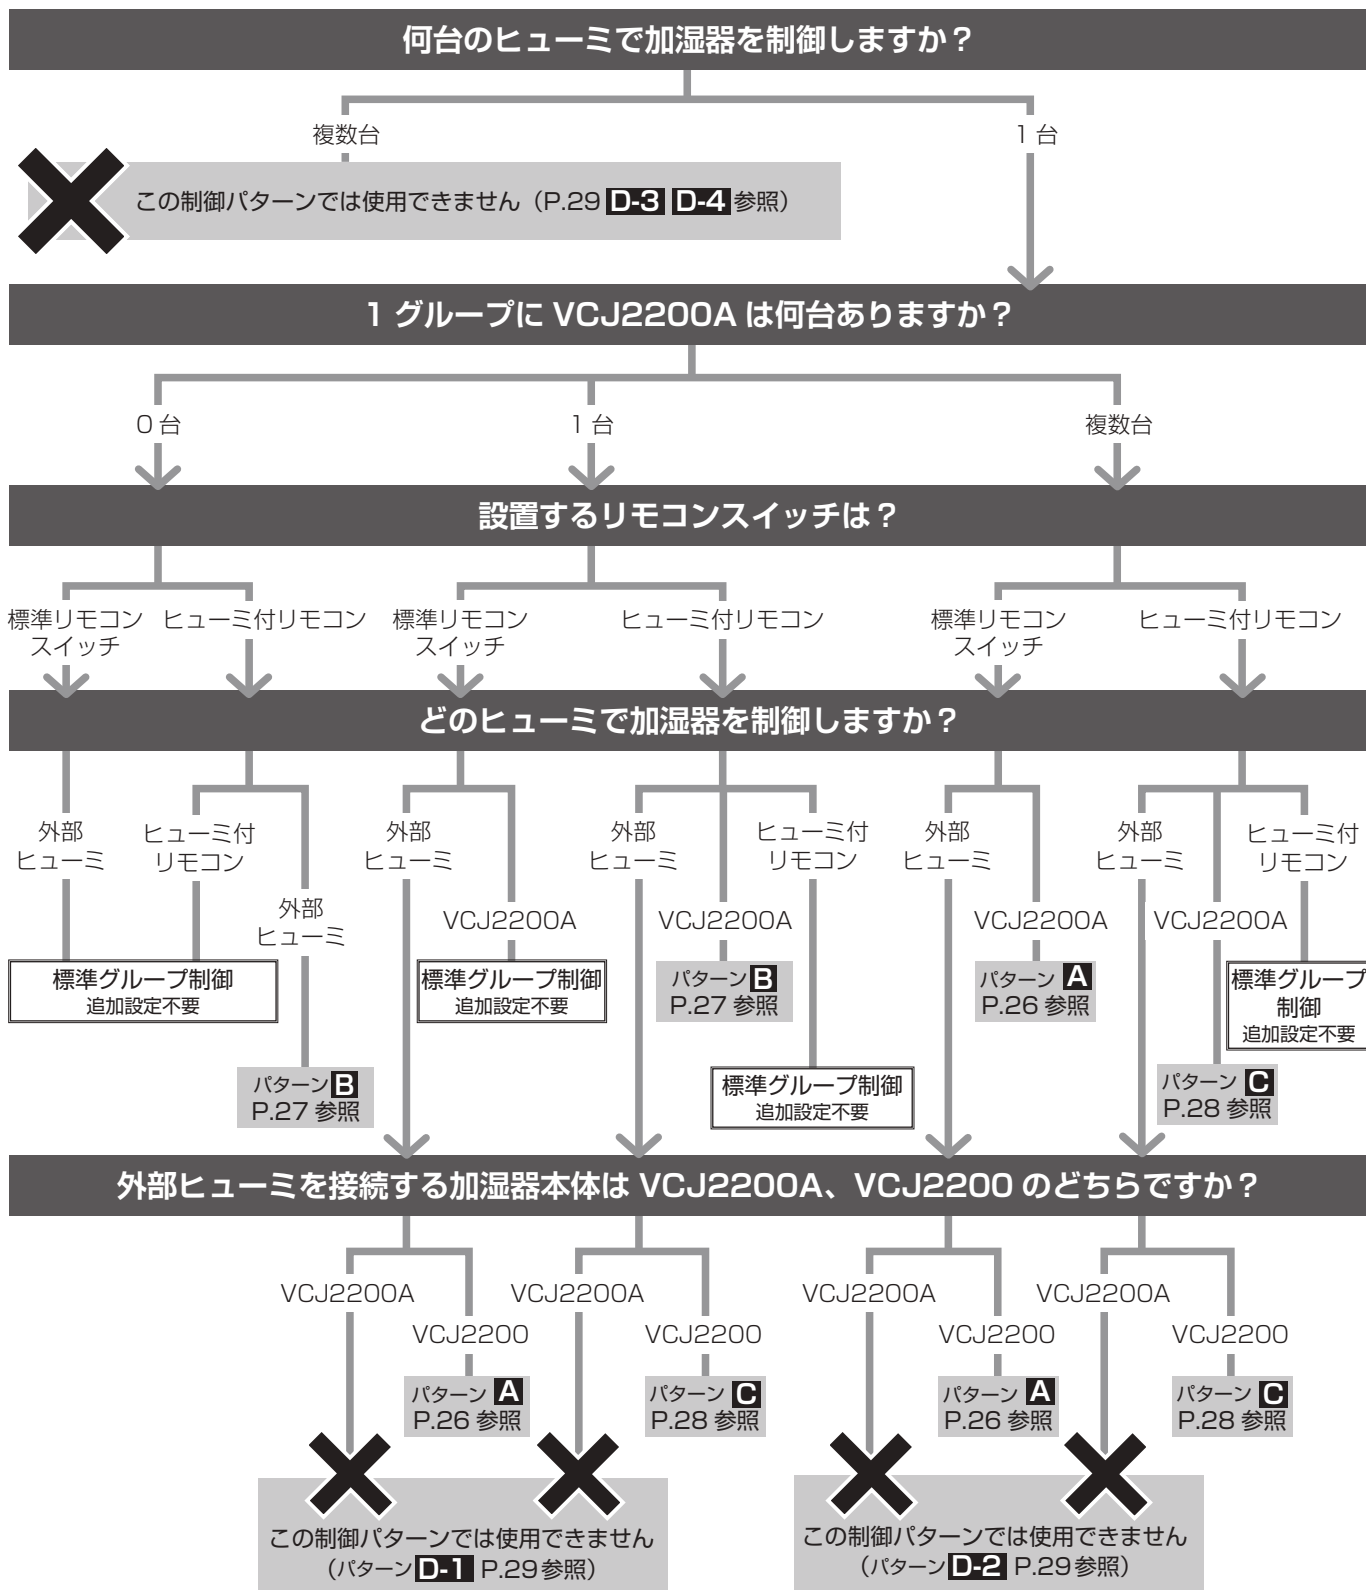 何台のヒューミで加湿器を制御しますか？
複数台
1 台
この制御パターンでは使用できません（P.29 D-3 D-4 参照）
1 グループに VCJ2200A は何台ありますか？
0 台
1 台
複数台
設置するリモコンスイッチは？
標準リモコン
スイッチ
ヒューミ付リモコン
標準リモコン
スイッチ
ヒューミ付リモコン
標準リモコン
スイッチ
ヒューミ付リモコン
どのヒューミで加湿器を制御しますか？
外部
ヒューミ
ヒューミ付
リモコン
外部
ヒューミ
外部
ヒューミ
VCJ2200A
外部
ヒューミ
VCJ2200A
ヒューミ付
リモコン
外部
ヒューミ
VCJ2200A
外部
ヒューミ
VCJ2200A
ヒューミ付
リモコン
標準グループ制御
追加設定不要
パターン B
P.27 参照
標準グループ制御
追加設定不要
パターン B
P.27 参照
標準グループ制御
追加設定不要
パターン A
P.26 参照
パターン C
P.28 参照
標準グループ
制御
追加設定不要
外部ヒューミを接続する加湿器本体は VCJ2200A、VCJ2200 のどちらですか？
VCJ2200A
VCJ2200
パターン A
P.26 参照
VCJ2200A
VCJ2200
パターン C
P.28 参照
VCJ2200A
VCJ2200
パターン A
P.26 参照
VCJ2200A
VCJ2200
パターン C
P.28 参照
この制御パターンでは使用できません
（パターン D-1 P.29参照）
この制御パターンでは使用できません
（パターン D-2 P.29参照）